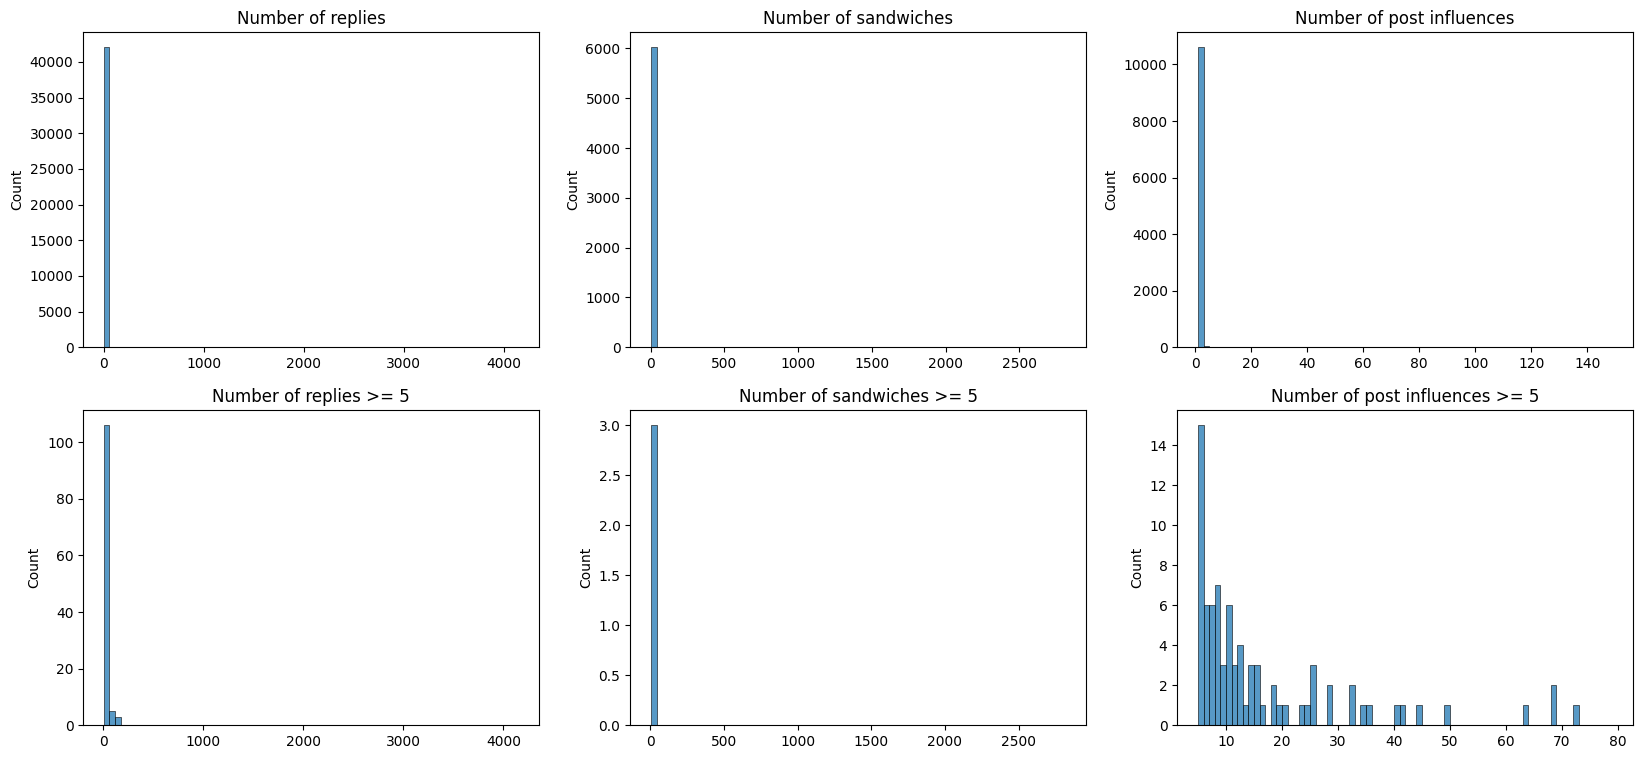 Number of replies
40000
35000
30000
25000
20000
15000
10000
5000
0
Count
0 1000 2000 3000 4000
Number of sandwiches
6000
5000
4000
3000
2000
1000
0
Count
0 500 1000 1500 2000 2500
Number of post influences
10000
8000
6000
4000
2000
0
Count
0 20 40 60 80 100 120 140
Number of replies >= 5
100
80
60
40
20
0
Count
0 1000 2000 3000 4000
Number of sandwiches >= 5
3.0
2.5
2.0
1.5
1.0
0.5
0.0
Count
0 500 1000 1500 2000 2500
Number of post influences >= 5
14
12
10
8
6
4
2
0
Count
10 20 30 40 50 60 70 80